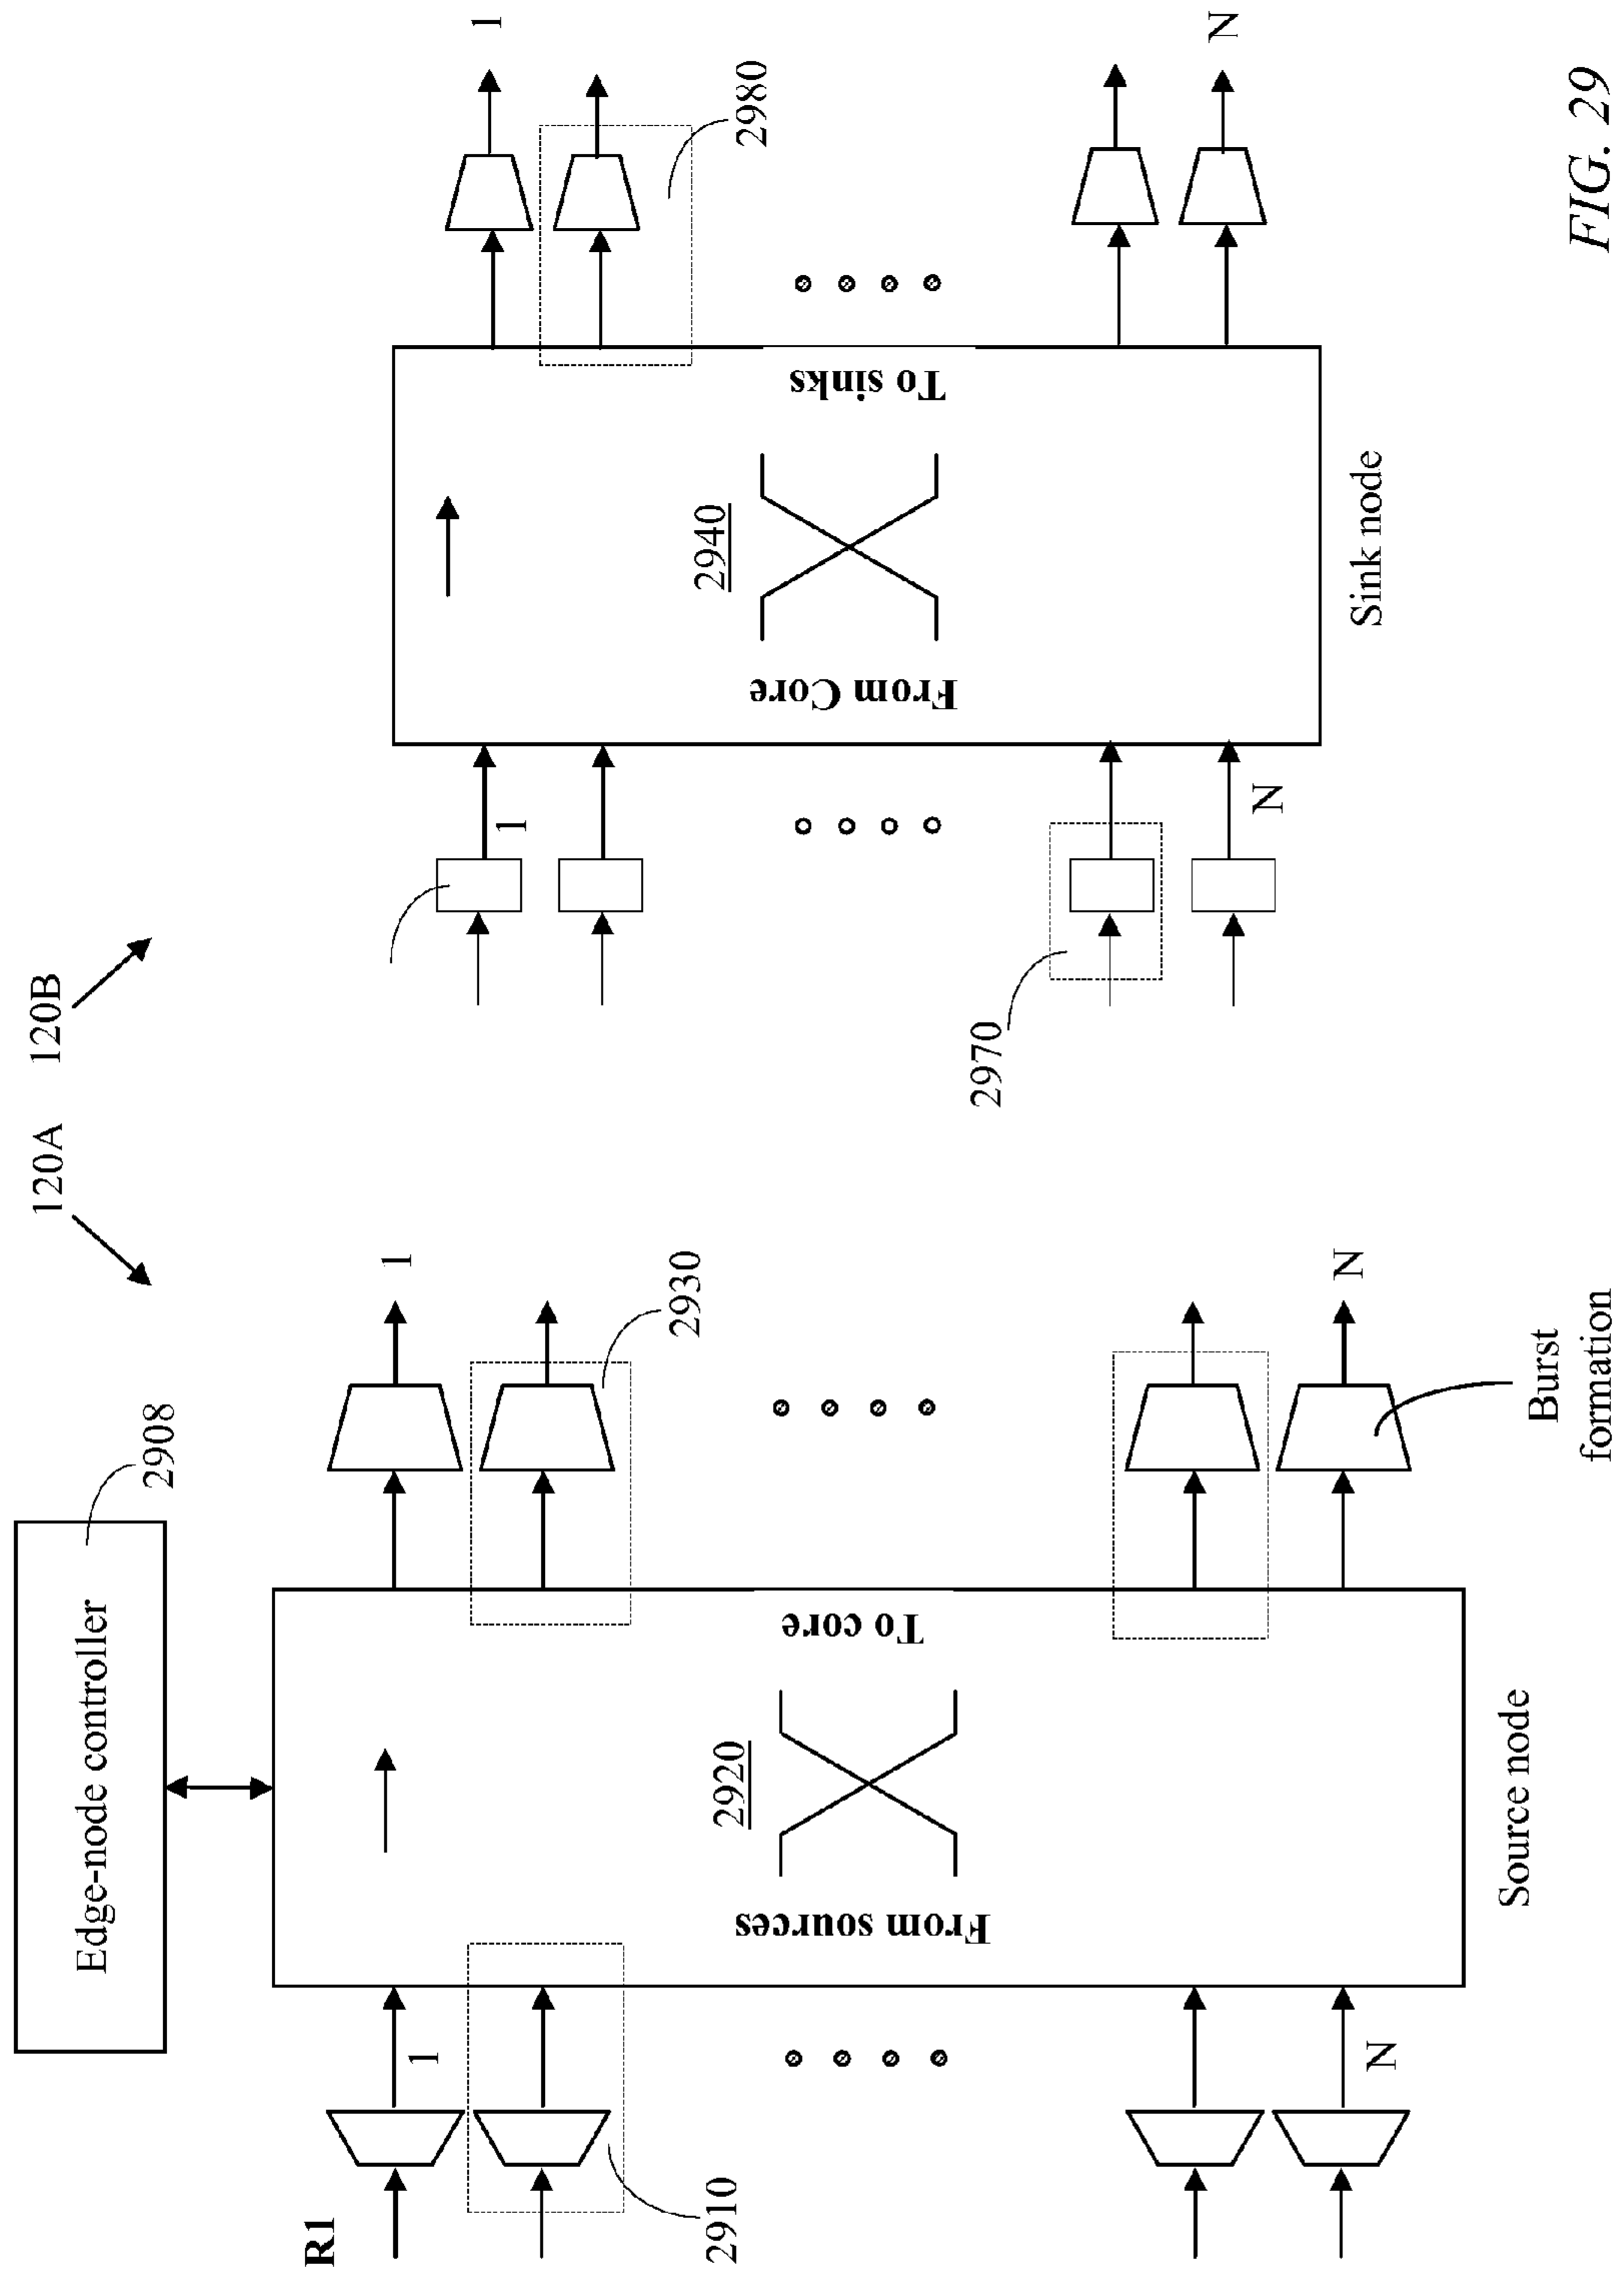 120A
120B
Edge-node controller
2908
R1
1
1
2910
From sources
2920
To core
2930
N
N
Source node
Burst
formation
1
1
2970
From Core
2940
To sinks
2980
N
N
Sink node
FIG. 29